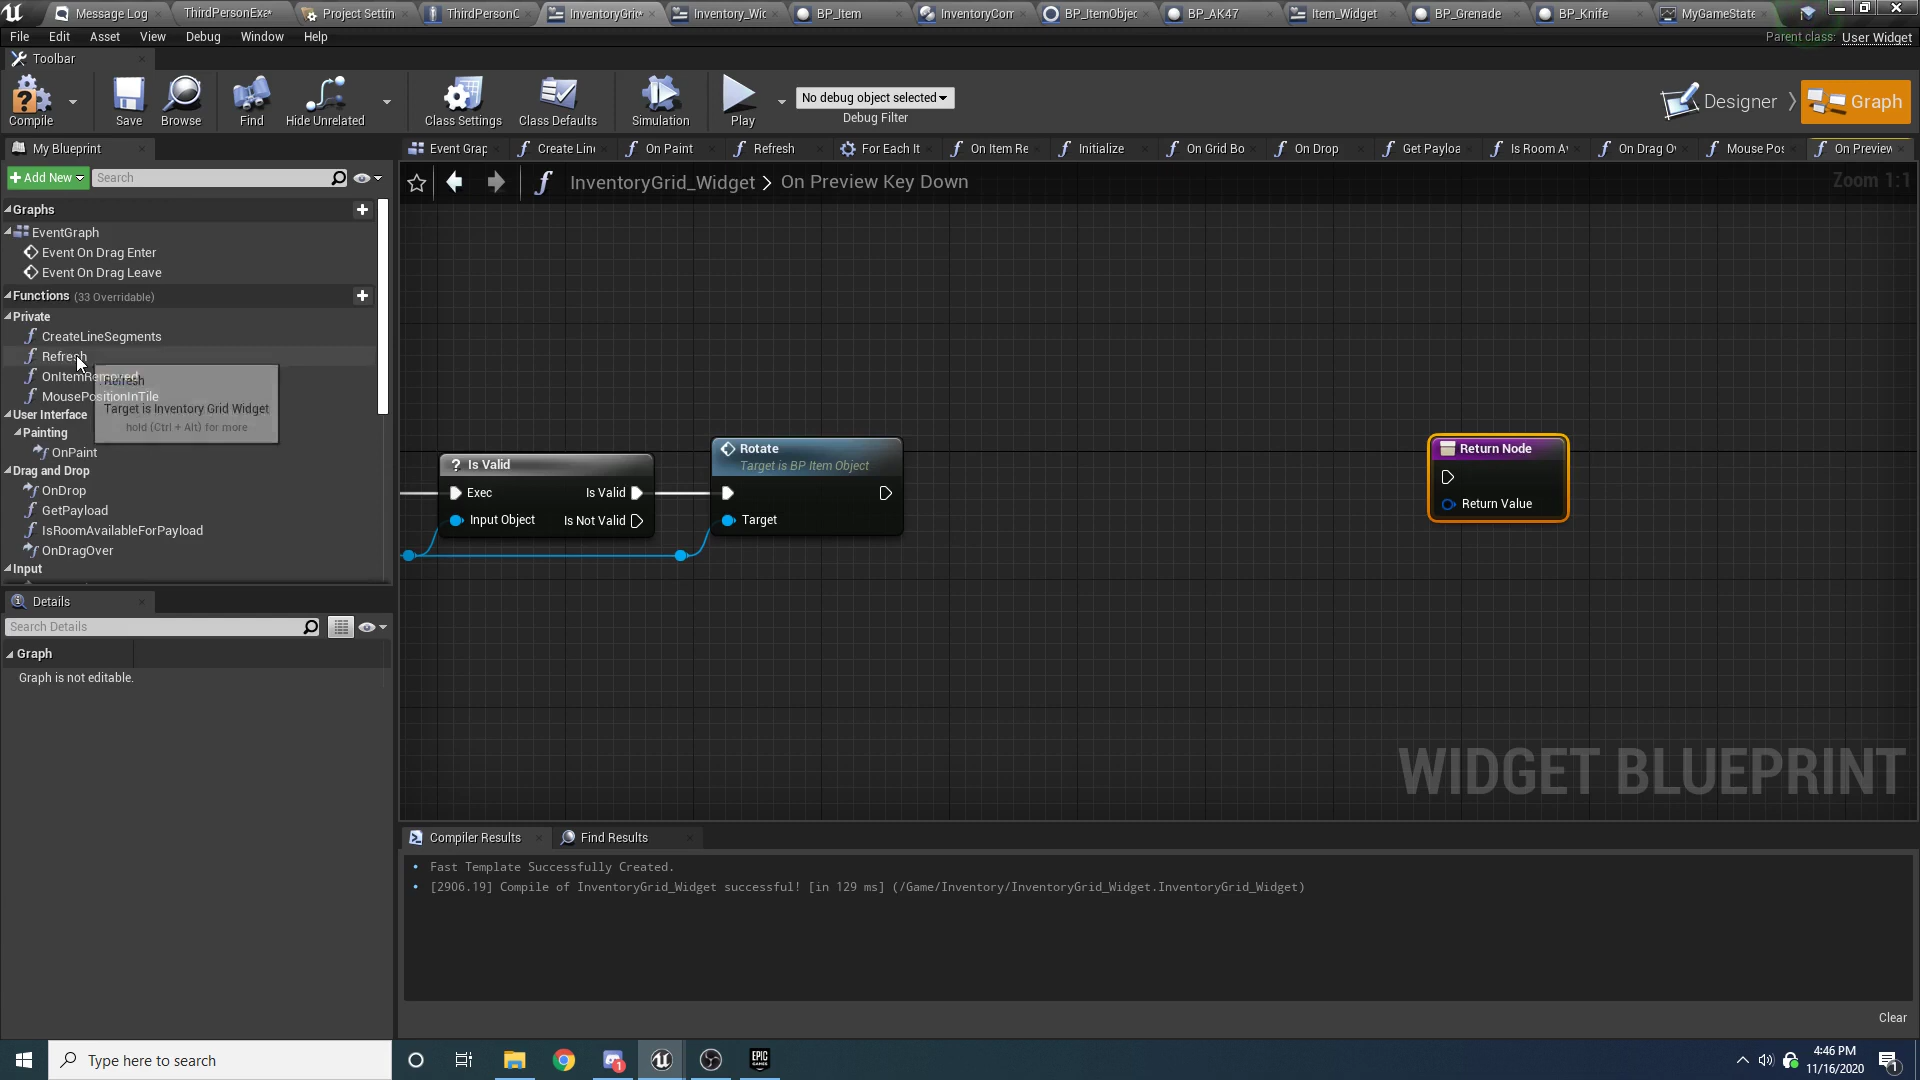 Message Log
ThirdPersonExa*
Project Settin
ThirdPersonC
InventoryGri*
Inventory_Wid
BP_Item
InventoryCom
BP_ItemObjec
BP_AK47
Item_Widget
BP_Grenade
BP_Knife
MyGameState
File Edit Asset View Debug Window Help
Parent class: User Widget
Toolbar
Compile
Save
Browse
Find
Hide Unrelated
Class Settings
Class Defaults
Simulation
Play
No debug object selected
Debug Filter
Designer
Graph
My Blueprint
Event Grap
Create Line
On Paint
Refresh
For Each It
On Item Re
Initialize
On Grid Bo
On Drop
Get Payloa
Is Room Av
On Drag Ov
Mouse Pos
On Preview
Add New
Search
InventoryGrid_Widget > On Preview Key Down
Zoom 1:1
Graphs
EventGraph
Event On Drag Enter
Event On Drag Leave
Functions (33 Overridable)
Private
CreateLineSegments
Refresh
OnItemRemoved
Refresh
MousePositionInTile
Target is Inventory Grid Widget
User Interface
hold (Ctrl + Alt) for more
Painting
OnPaint
Drag and Drop
OnDrop
GetPayload
IsRoomAvailableForPayload
OnDragOver
Input
? Is Valid
Exec
Is Valid
Input Object
Is Not Valid
Rotate
Target is BP Item Object
Target
Return Node
Return Value
WIDGET BLUEPRINT
Details
Search Details
Graph
Graph is not editable.
Compiler Results
Find Results
• Fast Template Successfully Created.
• [2906.19] Compile of InventoryGrid_Widget successful! [in 129 ms] (/Game/Inventory/InventoryGrid_Widget.InventoryGrid_Widget)
Clear
Type here to search
1
EPIC GAMES
4:46 PM
11/16/2020
1